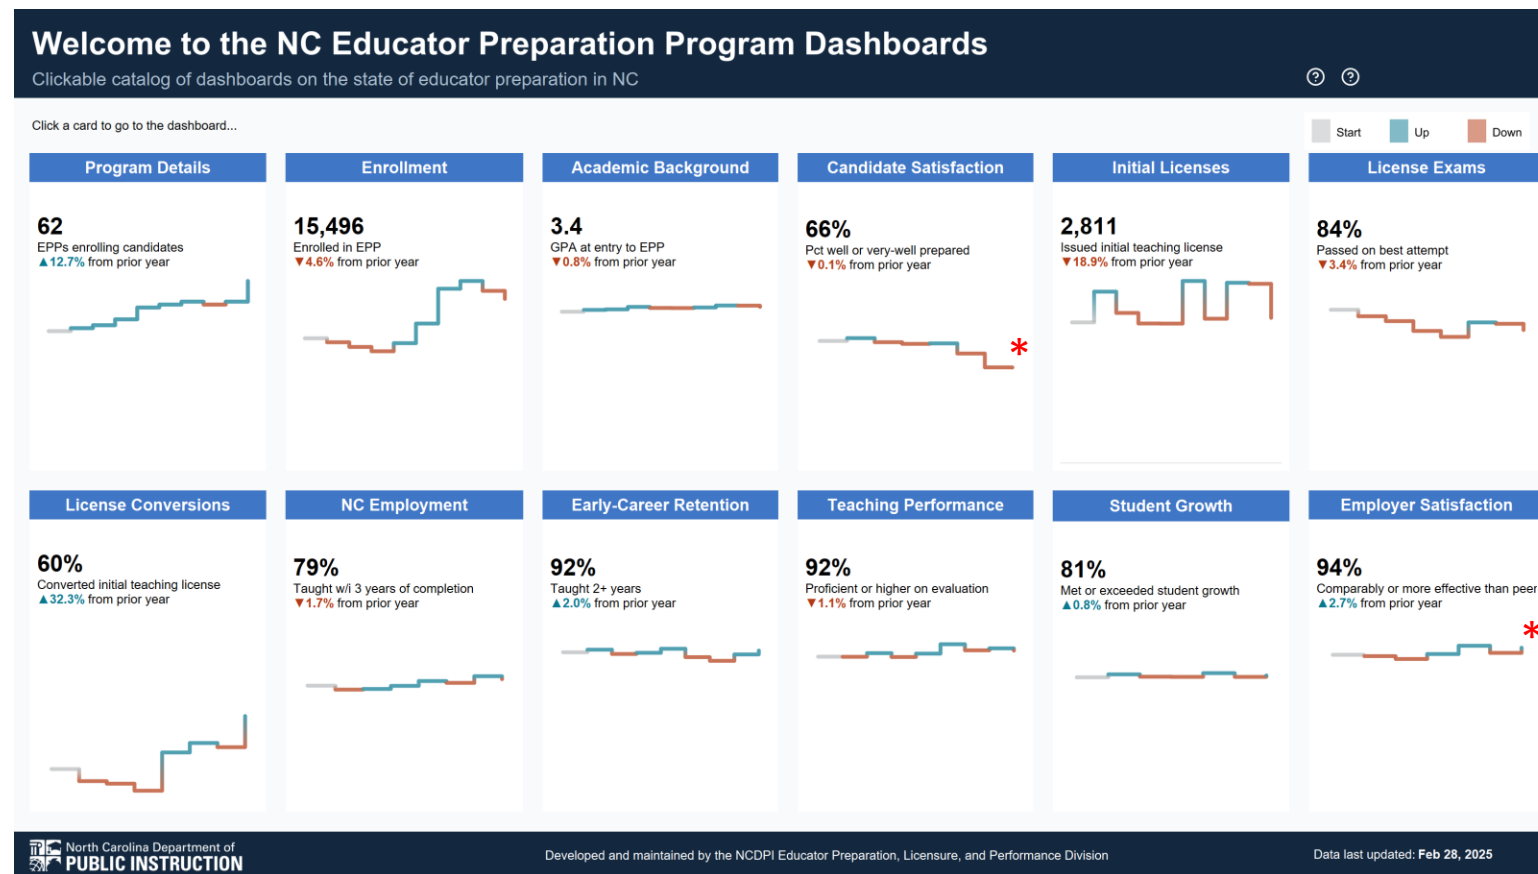 Welcome to the NC Educator Preparation Program Dashboards
Clickable catalog of dashboards on the state of educator preparation in NC
? ?
Click a card to go to the dashboard...
Start Up Down
Program Details
62
EPPs enrolling candidates
▲12.7% from prior year
Enrollment
15,496
Enrolled in EPP
▼4.6% from prior year
Academic Background
3.4
GPA at entry to EPP
▼0.8% from prior year
Candidate Satisfaction
66%
Pct well or very-well prepared
▼0.1% from prior year
*
Initial Licenses
2,811
Issued initial teaching license
▼18.9% from prior year
License Exams
84%
Passed on best attempt
▼3.4% from prior year
License Conversions
60%
Converted initial teaching license
▲32.3% from prior year
NC Employment
79%
Taught w/i 3 years of completion
▼1.7% from prior year
Early-Career Retention
92%
Taught 2+ years
▲2.0% from prior year
Teaching Performance
92%
Proficient or higher on evaluation
▼1.1% from prior year
Student Growth
81%
Met or exceeded student growth
▲0.8% from prior year
Employer Satisfaction
94%
Comparably or more effective than peer
▲2.7% from prior year
*
North Carolina Department of
PUBLIC INSTRUCTION
Developed and maintained by the NCDPI Educator Preparation, Licensure, and Performance Division
Data last updated: Feb 28, 2025